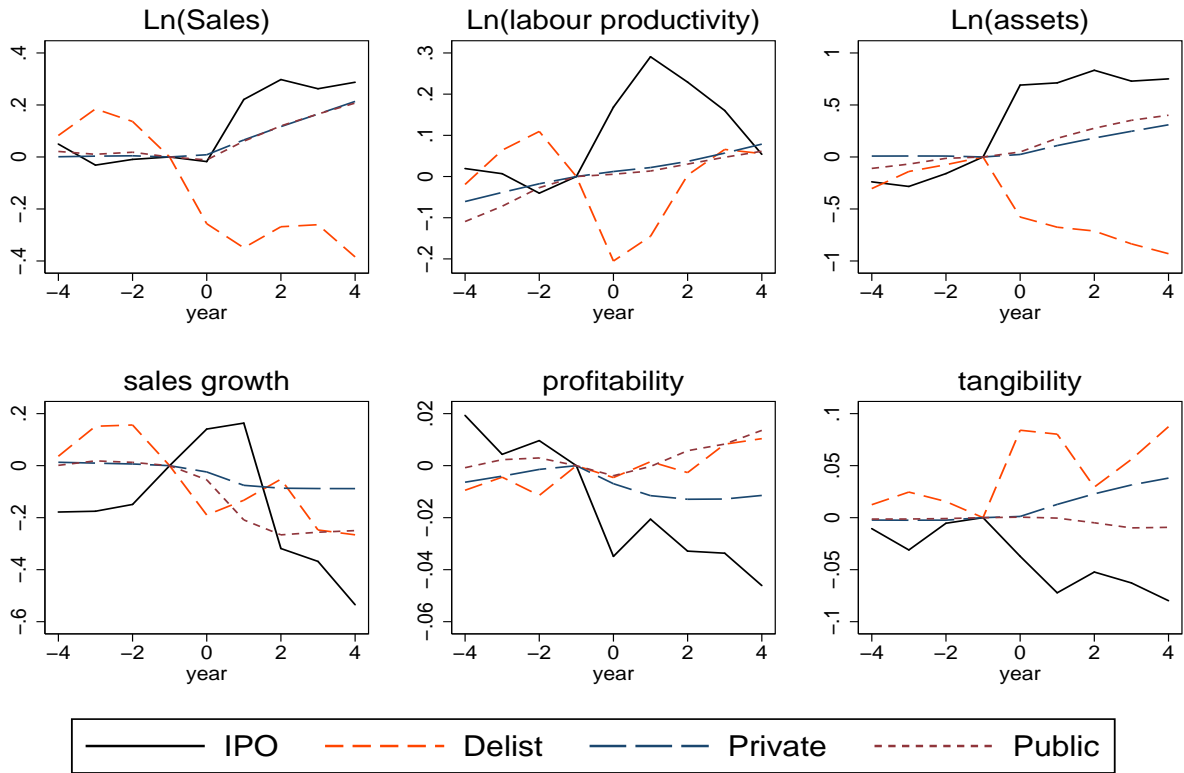 Ln(Sales)
Ln(labour productivity)
Ln(assets)
.4
.2
0
−.2
−.4
−4 −2 0 2 4
year
.3
.2
.1
0
−.1
−.2
−4 −2 0 2 4
year
1
.5
0
−.5
−1
−4 −2 0 2 4
year
sales growth
profitability
tangibility
.2
0
−.2
−.4
−.6
−4 −2 0 2 4
year
.02
0
−.02
−.04
−.06
−4 −2 0 2 4
year
.1
.05
0
−.05
−.1
−4 −2 0 2 4
year
IPO Delist Private Public